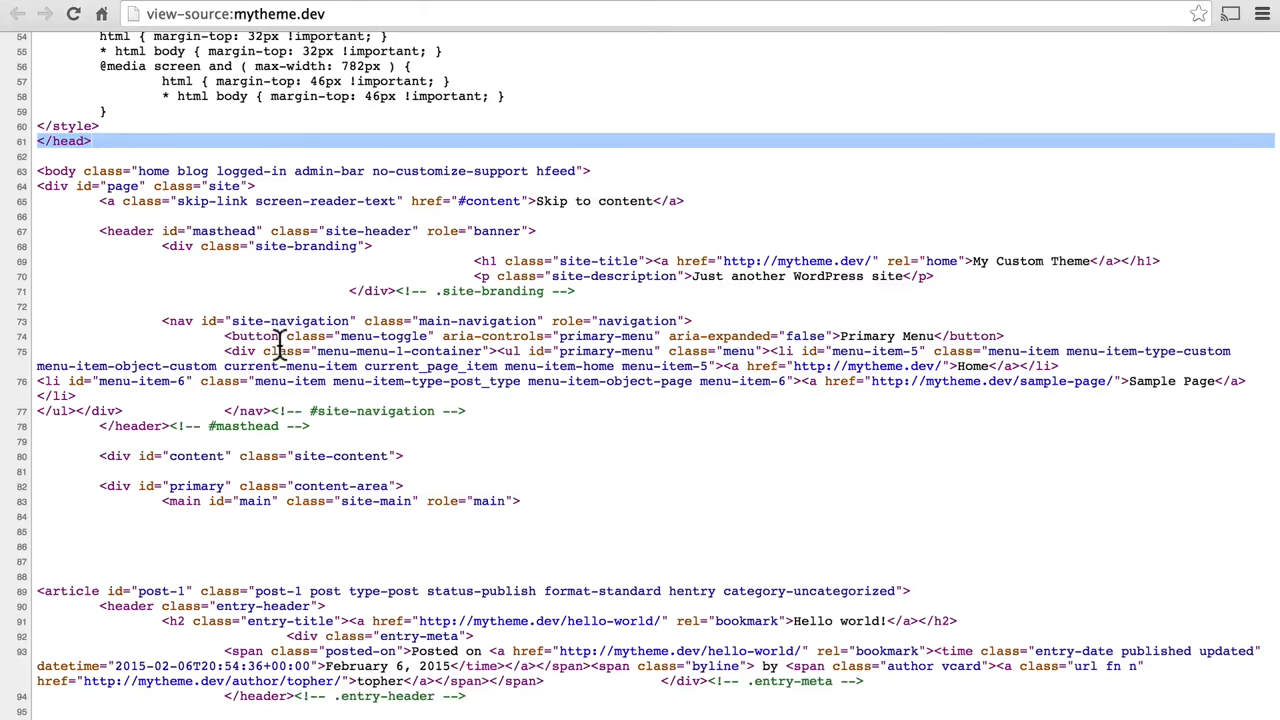 view-source:mytheme.dev
54 html { margin-top: 32px !important; }
55 * html body { margin-top: 32px !important; }
56 @media screen and ( max-width: 782px ) {
57 html { margin-top: 46px !important; }
58 * html body { margin-top: 46px !important; }
59 }
60 </style>
61 </head>
62
63 <body class="home blog logged-in admin-bar no-customize-support hfeed">
64 <div id="page" class="site">
65 <a class="skip-link screen-reader-text" href="#content">Skip to content</a>
66
67 <header id="masthead" class="site-header" role="banner">
68 <div class="site-branding">
69 <h1 class="site-title"><a href="http://mytheme.dev/" rel="home">My Custom Theme</a></h1>
70 <p class="site-description">Just another WordPress site</p>
71 </div><!-- .site-branding -->
72
73 <nav id="site-navigation" class="main-navigation" role="navigation">
74 <button class="menu-toggle" aria-controls="primary-menu" aria-expanded="false">Primary Menu</button>
75 <div class="menu-menu-1-container"><ul id="primary-menu" class="menu"><li id="menu-item-5" class="menu-item menu-item-type-custom
menu-item-object-custom current-menu-item current_page_item menu-item-home menu-item-5"><a href="http://mytheme.dev/">Home</a></li>
76 <li id="menu-item-6" class="menu-item menu-item-type-post_type menu-item-object-page menu-item-6"><a href="http://mytheme.dev/sample-page/">Sample Page</a>
</li>
77 </ul></div> </nav><!-- #site-navigation -->
78 </header><!-- #masthead -->
79
80 <div id="content" class="site-content">
81
82 <div id="primary" class="content-area">
83 <main id="main" class="site-main" role="main">
84
85
86
87
88
89 <article id="post-1" class="post-1 post type-post status-publish format-standard hentry category-uncategorized">
90 <header class="entry-header">
91 <h2 class="entry-title"><a href="http://mytheme.dev/hello-world/" rel="bookmark">Hello world!</a></h2>
92 <div class="entry-meta">
93 <span class="posted-on">Posted on <a href="http://mytheme.dev/hello-world/" rel="bookmark"><time class="entry-date published updated"
datetime="2015-02-06T20:54:36+00:00">February 6, 2015</time></a></span><span class="byline"> by <span class="author vcard"><a class="url fn n"
href="http://mytheme.dev/author/topher/">topher</a></span></span> </div><!-- .entry-meta -->
94 </header><!-- .entry-header -->
95